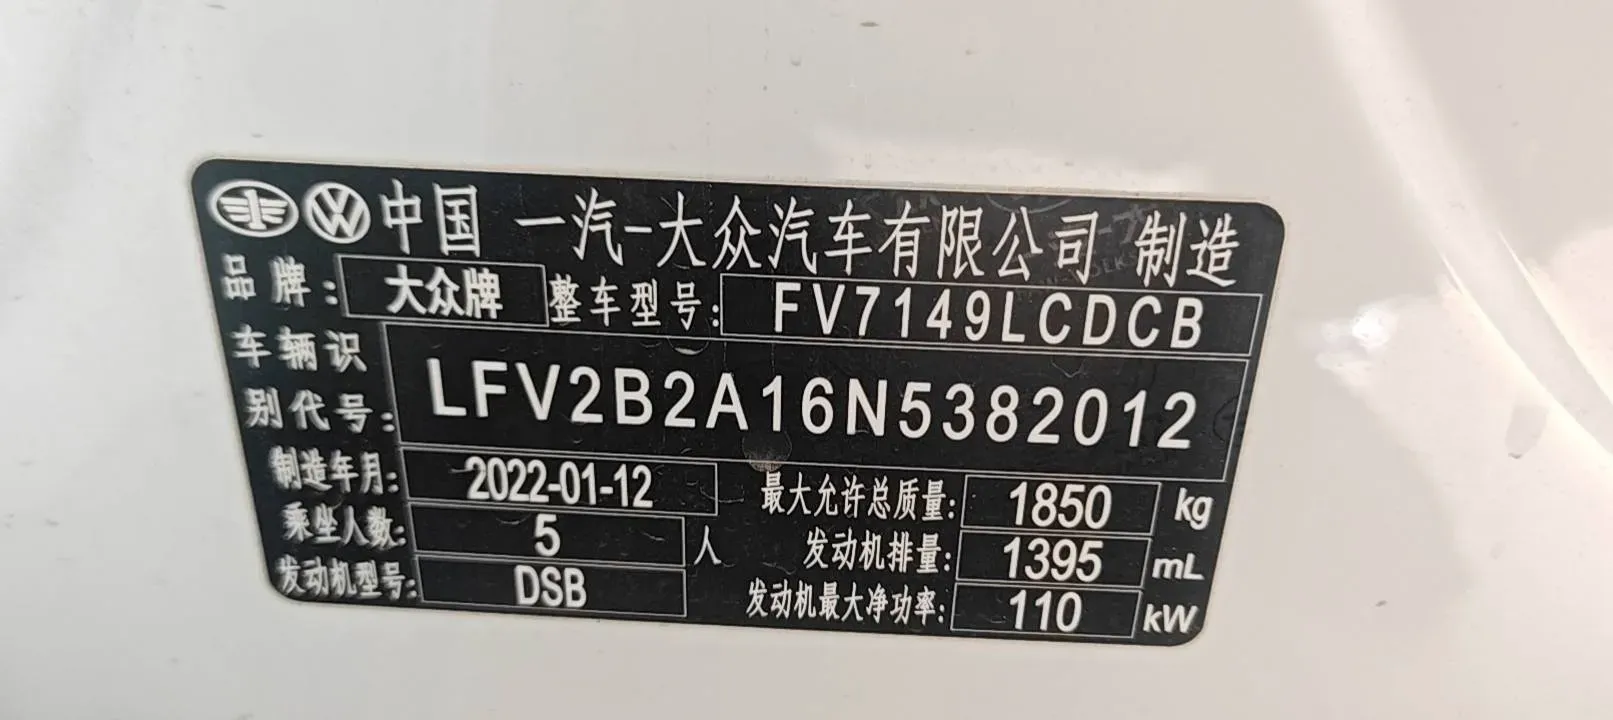 中国 一汽-大众汽车有限公司 制造
品牌: 大众牌 整车型号: FV7149LCDCB
车辆识别代号: LFV2B2A16N5382012
制造年月: 2022-01-12 最大允许总质量: 1850 kg
乘坐人数: 5 人 发动机排量: 1395 mL
发动机型号: DSB 发动机最大净功率: 110 kW